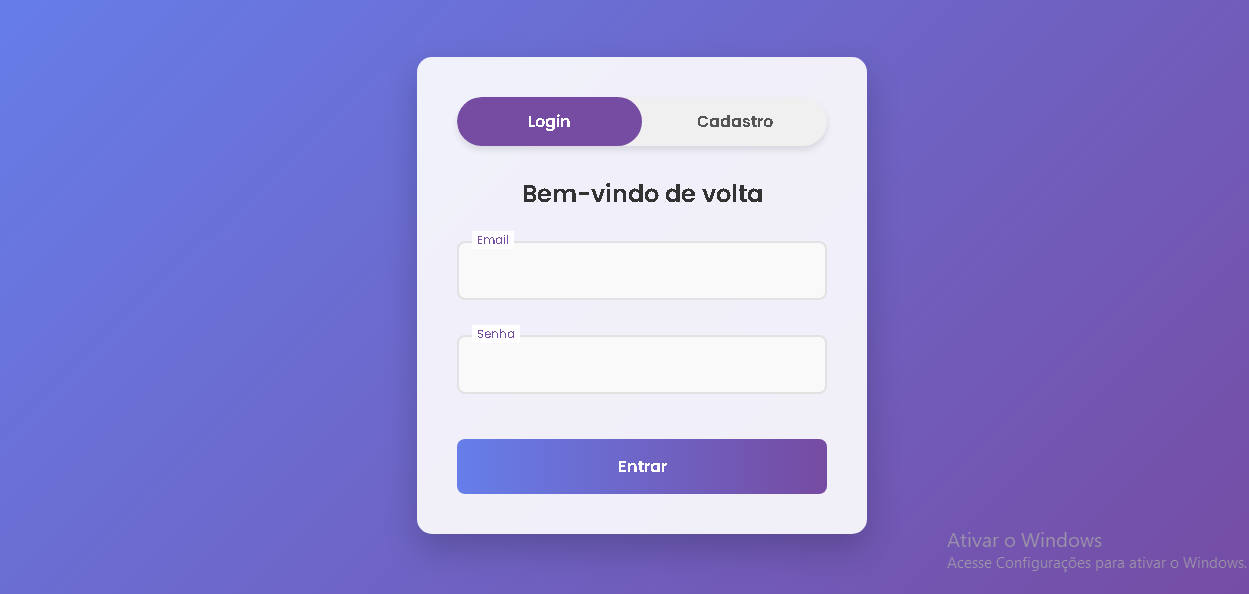 Login
Cadastro
Bem-vindo de volta
Email
Senha
Entrar
Ativar o Windows
Acesse Configurações para ativar o Windows.